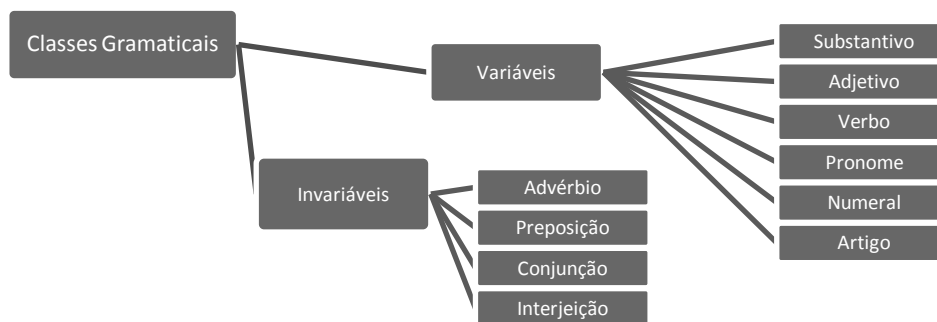 Classes Gramaticais
Variáveis
Substantivo
Adjetivo
Verbo
Pronome
Numeral
Artigo
Invariáveis
Advérbio
Preposição
Conjunção
Interjeição